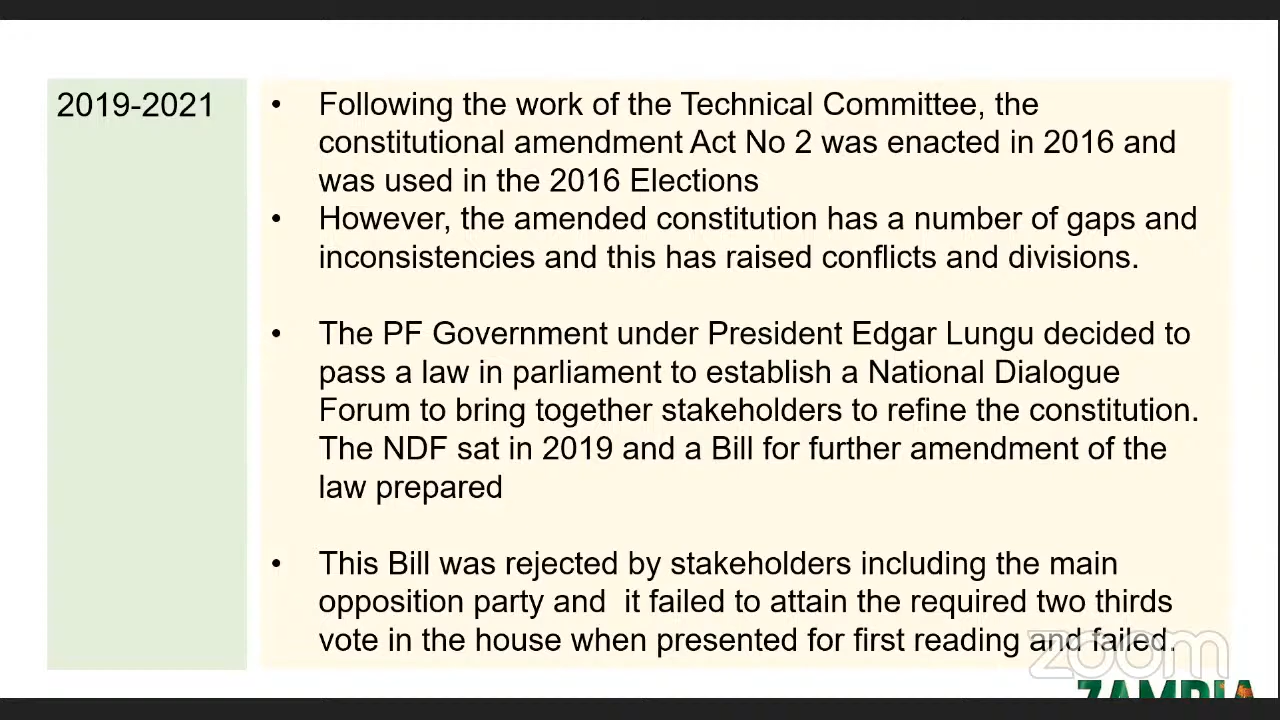 2019-2021
• Following the work of the Technical Committee, the
constitutional amendment Act No 2 was enacted in 2016 and
was used in the 2016 Elections
• However, the amended constitution has a number of gaps and
inconsistencies and this has raised conflicts and divisions.
• The PF Government under President Edgar Lungu decided to
pass a law in parliament to establish a National Dialogue
Forum to bring together stakeholders to refine the constitution.
The NDF sat in 2019 and a Bill for further amendment of the
law prepared
• This Bill was rejected by stakeholders including the main
opposition party and  it failed to attain the required two thirds
vote in the house when presented for first reading and failed.
zoom
ZAMBIA